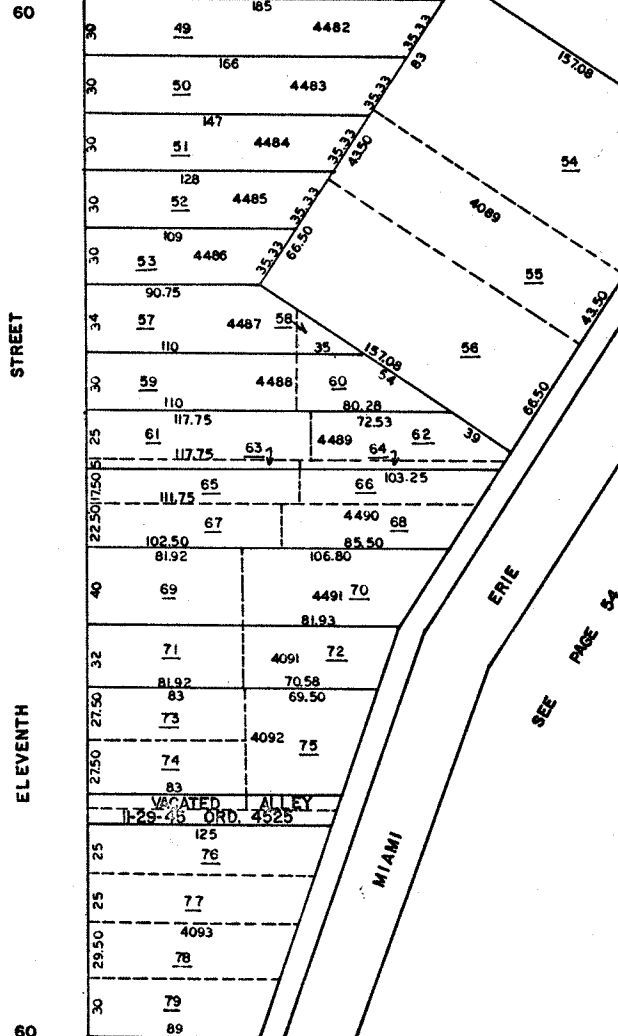 60
185
30 49 4482 35.33
83
157.08
166
30 50 4483 35.33
147
30 51 4484 35.33
43.50
54
128
30 52 4485 35.33
4089
109
66.50
30 53 4486 35.33
55
90.75
43.50
STREET
34 57 4487 58
110 35 157.08 56
54
30 59 4488 60
66.50
110 80.28
117.75 72.53
25 61 4489 62 39
117.75 63 64
5
103.25
17.50 65 66
111.75
22.50 67 4490 68
102.50 85.50
81.92 106.80
40 69 4491 70
ERIE
81.93
SEE PAGE 54
32 71 4091 72
81.92 70.58
83 69.50
27.50 73
4092
75
ELEVENTH
27.50 74
83
VACATED ALLEY
11-29-45 ORD. 4525
125
25 76
MIAMI
25 77
4093
29.50 78
30 79
60 89